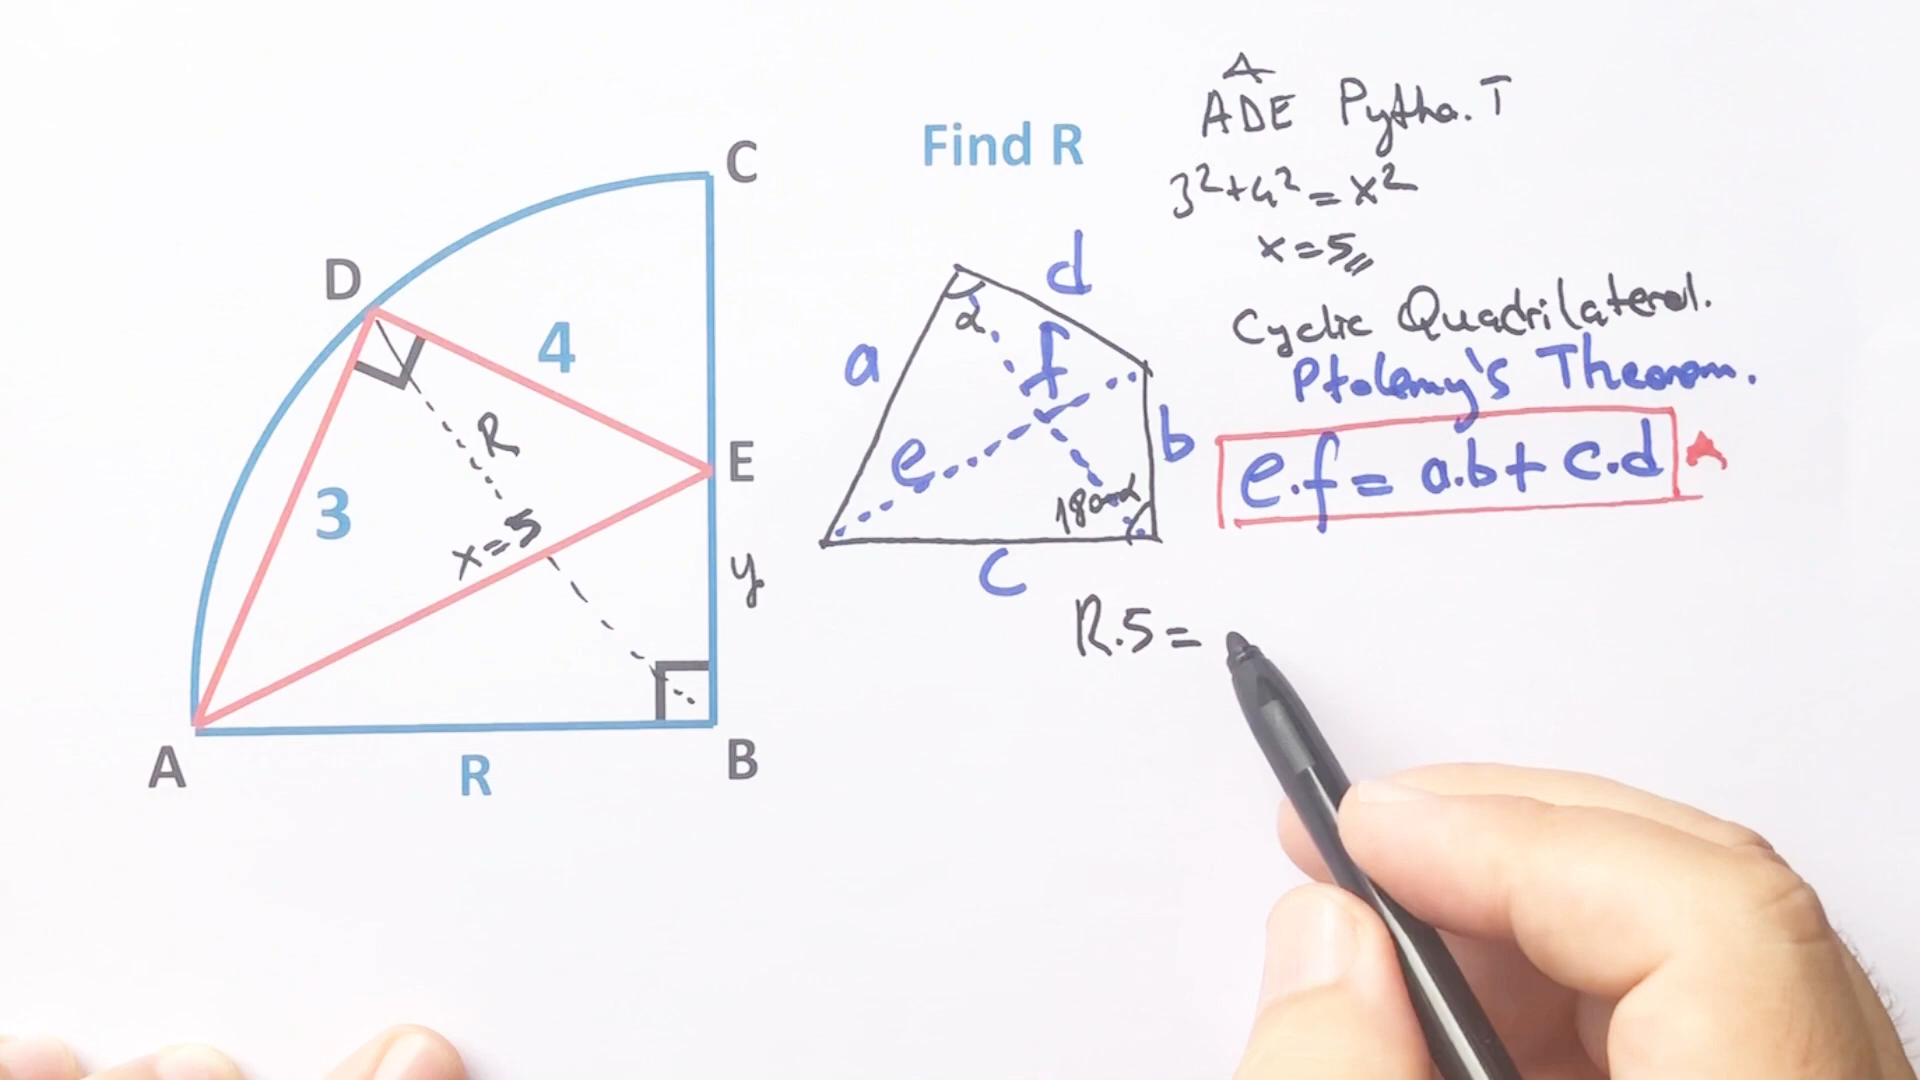 C
D
4
3
R
x=5
E
y
A
R
B
Find R
△
ADE Pytha. T
3²+4²=x²
x=5
Cyclic Quadrilateral.
Ptolemy's Theorem.
e.f = a.b + c.d
a
d
α
f
e
b
180-α
c
R.5=